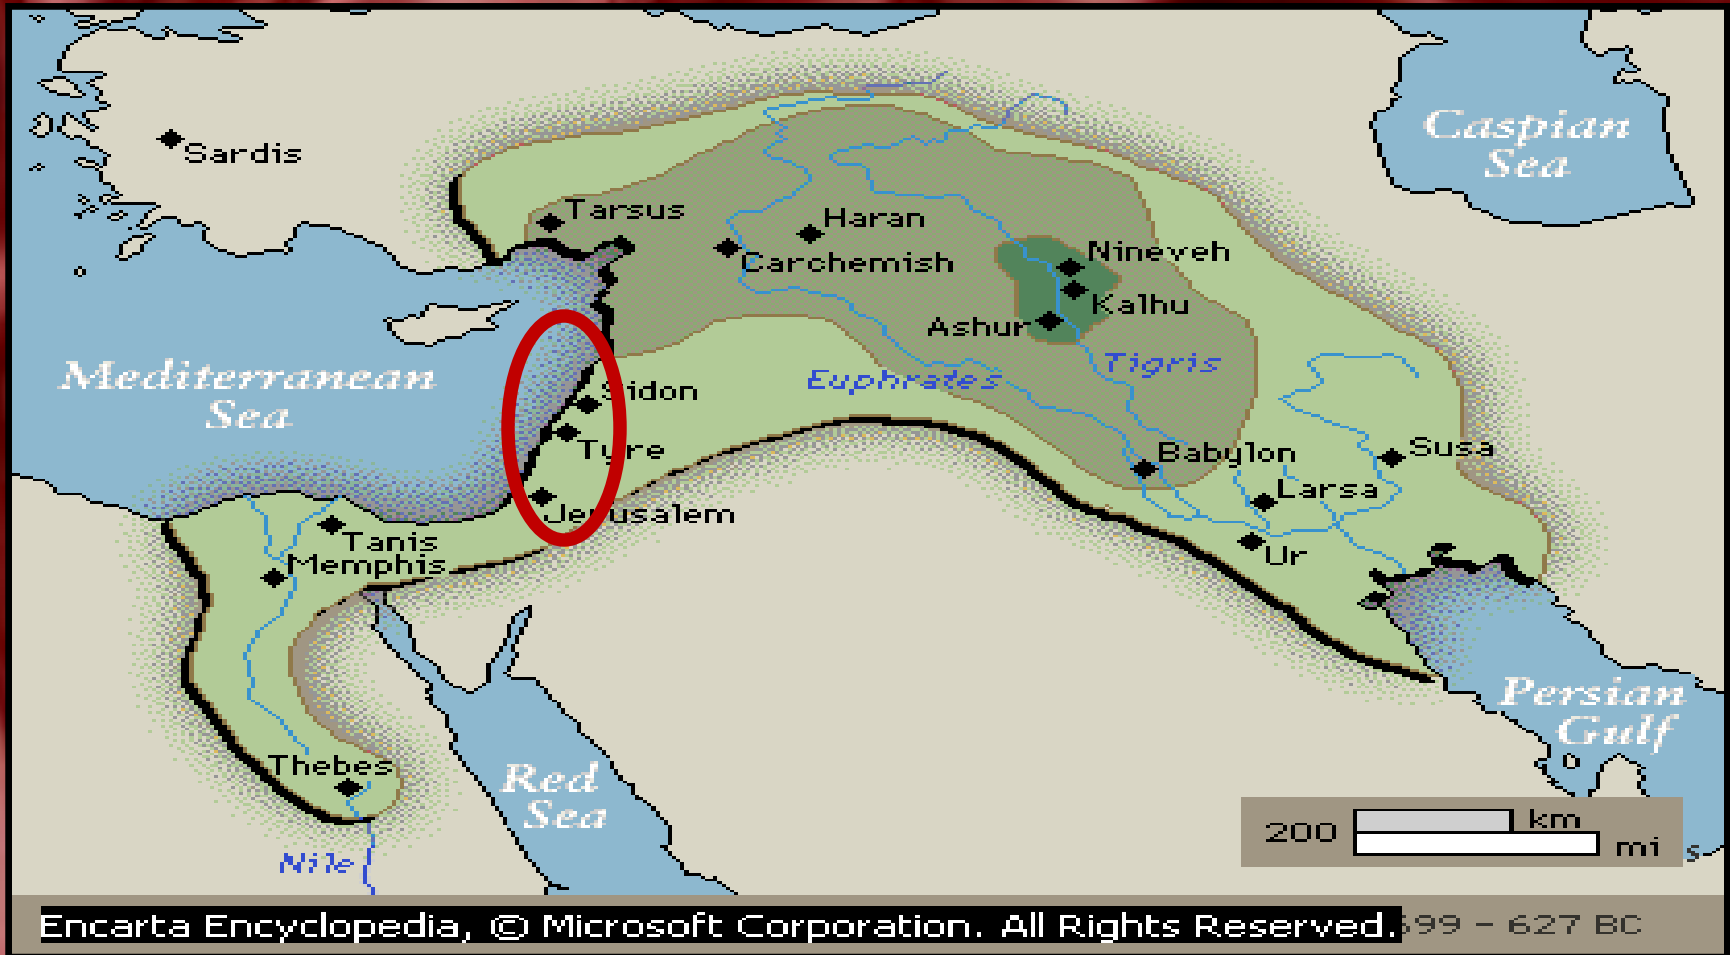 Caspian
Sea
Sardis
Tarsus
Haran
Carchemish
Nineveh
Kalhu
Ashur
Tigris
Euphrates
Mediterranean
Sea
Sidon
Tyre
Jerusalem
Babylon
Susa
Larsa
Ur
Tanis
Memphis
Thebes
Nile
Red
Sea
Persian
Gulf
200 km
mi
s
Encarta Encyclopedia, © Microsoft Corporation. All Rights Reserved. 699 - 627 BC